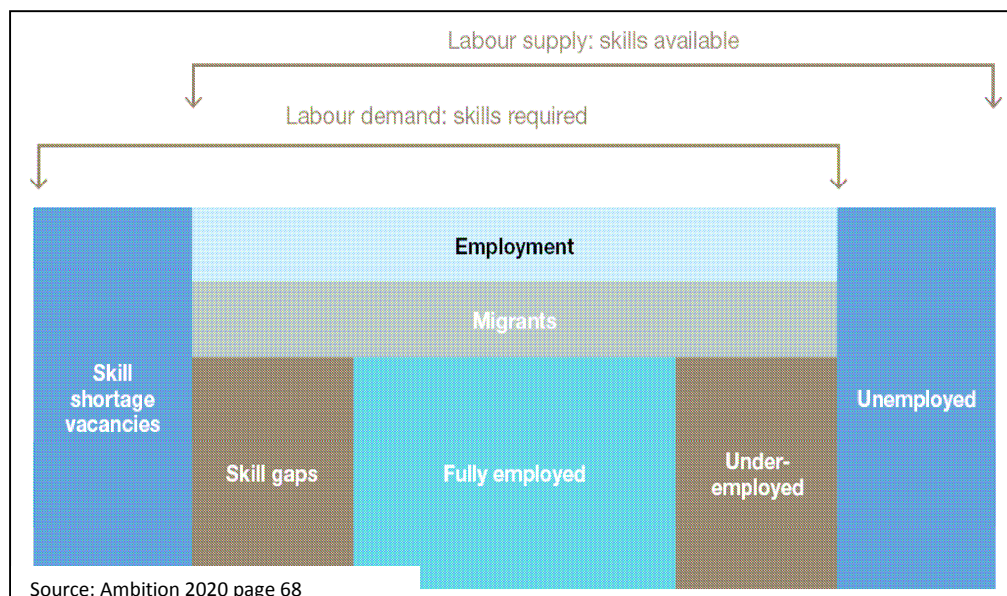 Labour supply: skills available
Labour demand: skills required
Employment
Migrants
Skill
shortage
vacancies
Unemployed
Skill gaps
Fully employed
Under-
employed
Source: Ambition 2020 page 68